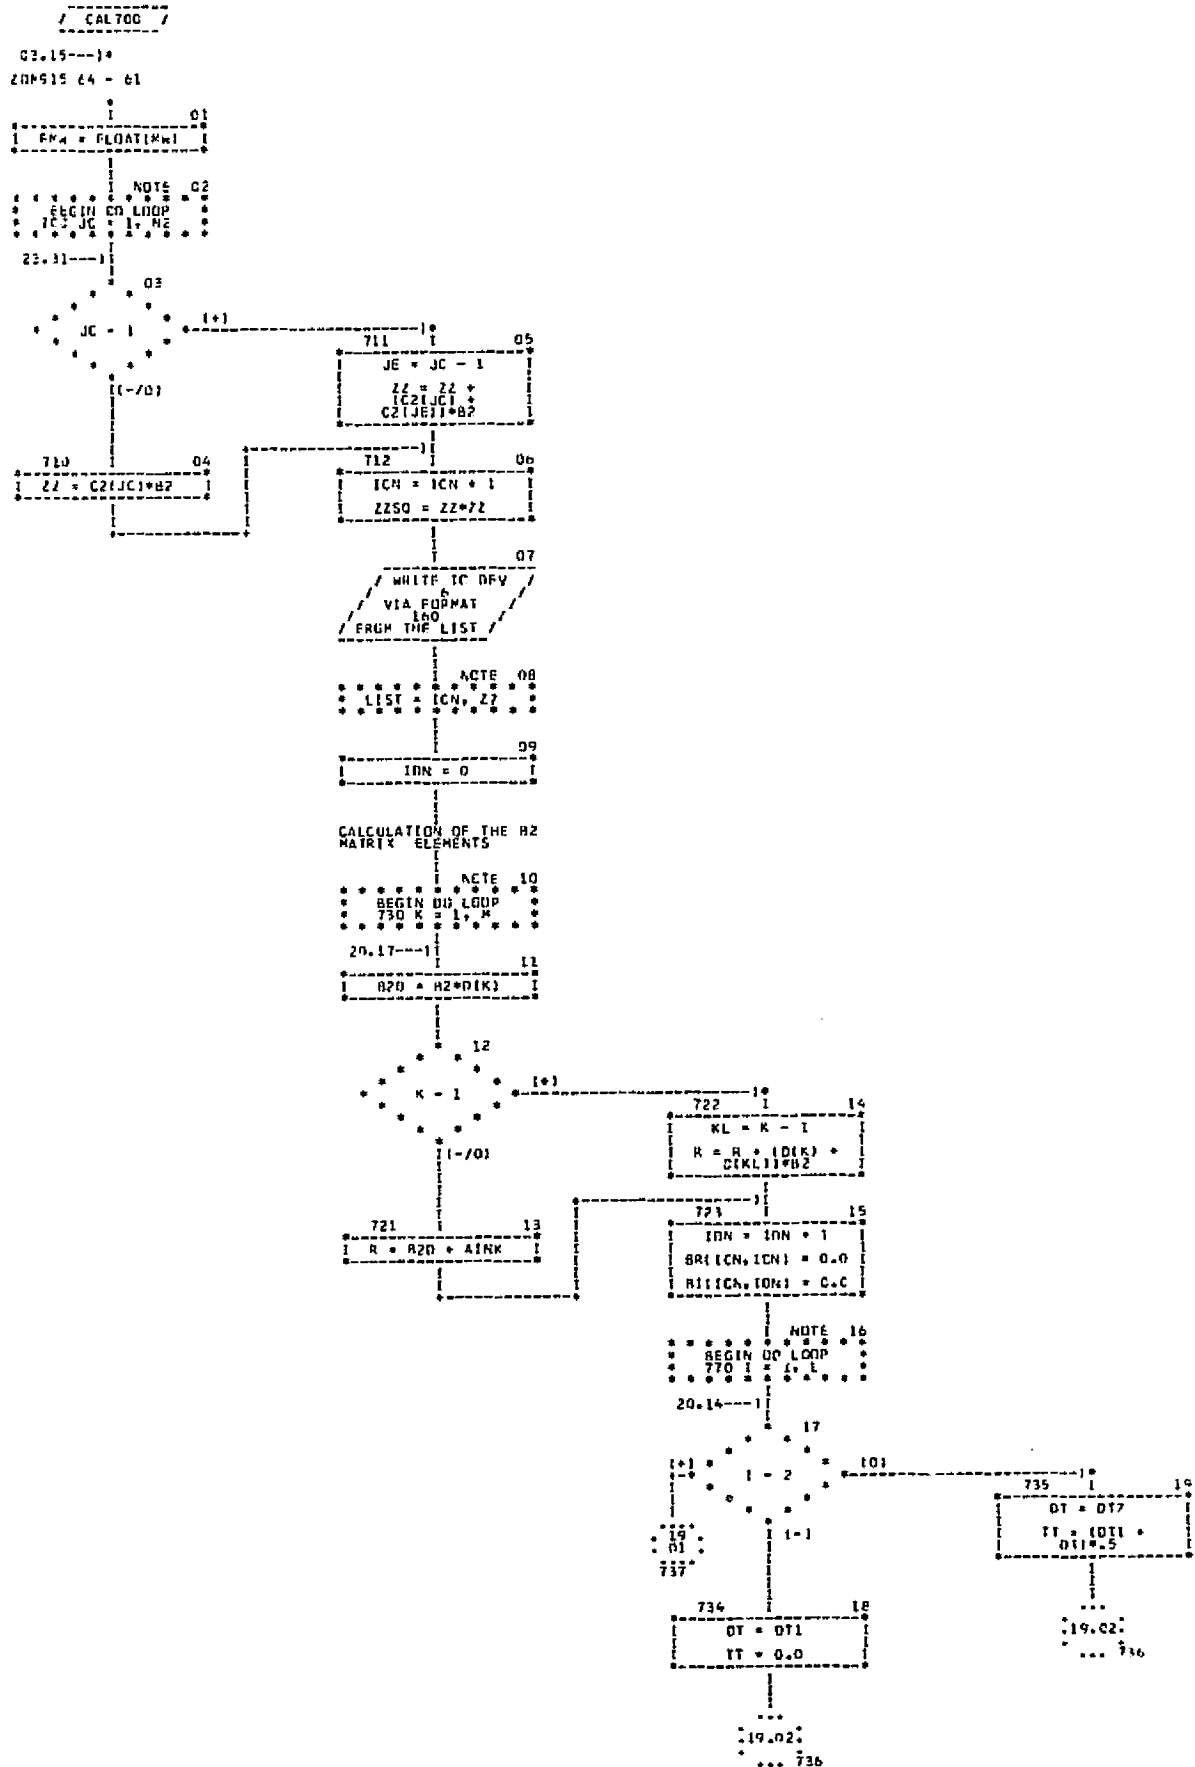 / CAL700 /
03.15---)*
01
FMW = FLOAT(MW)
NOTE 02
BEGIN DO LOOP
703 JC = 1, N2
23.31---)
03
JC - 1
(+)
(-/0)
711 05
JE = JC - 1
ZZ = ZZ +
(C2(JC) +
C2(JE))*B2
710 04
ZZ = C2(JC)*B2
712 06
ICN = ICN + 1
ZZSQ = ZZ*ZZ
07
WRITE TO DEV
6
VIA FORMAT
160
FROM THE LIST
NOTE 08
LIST = ICN, ZZ
09
IDN = 0
CALCULATION OF THE B2
MATRIX ELEMENTS
NOTE 10
BEGIN DO LOOP
730 K = 1, M
20.17---)
11
B2D = B2*D(K)
12
K - 1
(+)
(-/0)
722 14
KL = K - 1
R = R + (D(K) +
D(KL))*B2
721 13
R = B2D + AINK
723 15
IDN = IDN + 1
BR(ICN,IDN) = 0.0
BI(ICN,IDN) = 0.0
NOTE 16
BEGIN DO LOOP
770 I = 1, L
20.14---)
17
I - 2
(+)
(0)
(-)
735 19
DT = DT7
TT = (DT1 +
DT)*.5
19
01
737
734 18
DT = DT1
TT = 0.0
19.02
736
19.02
736